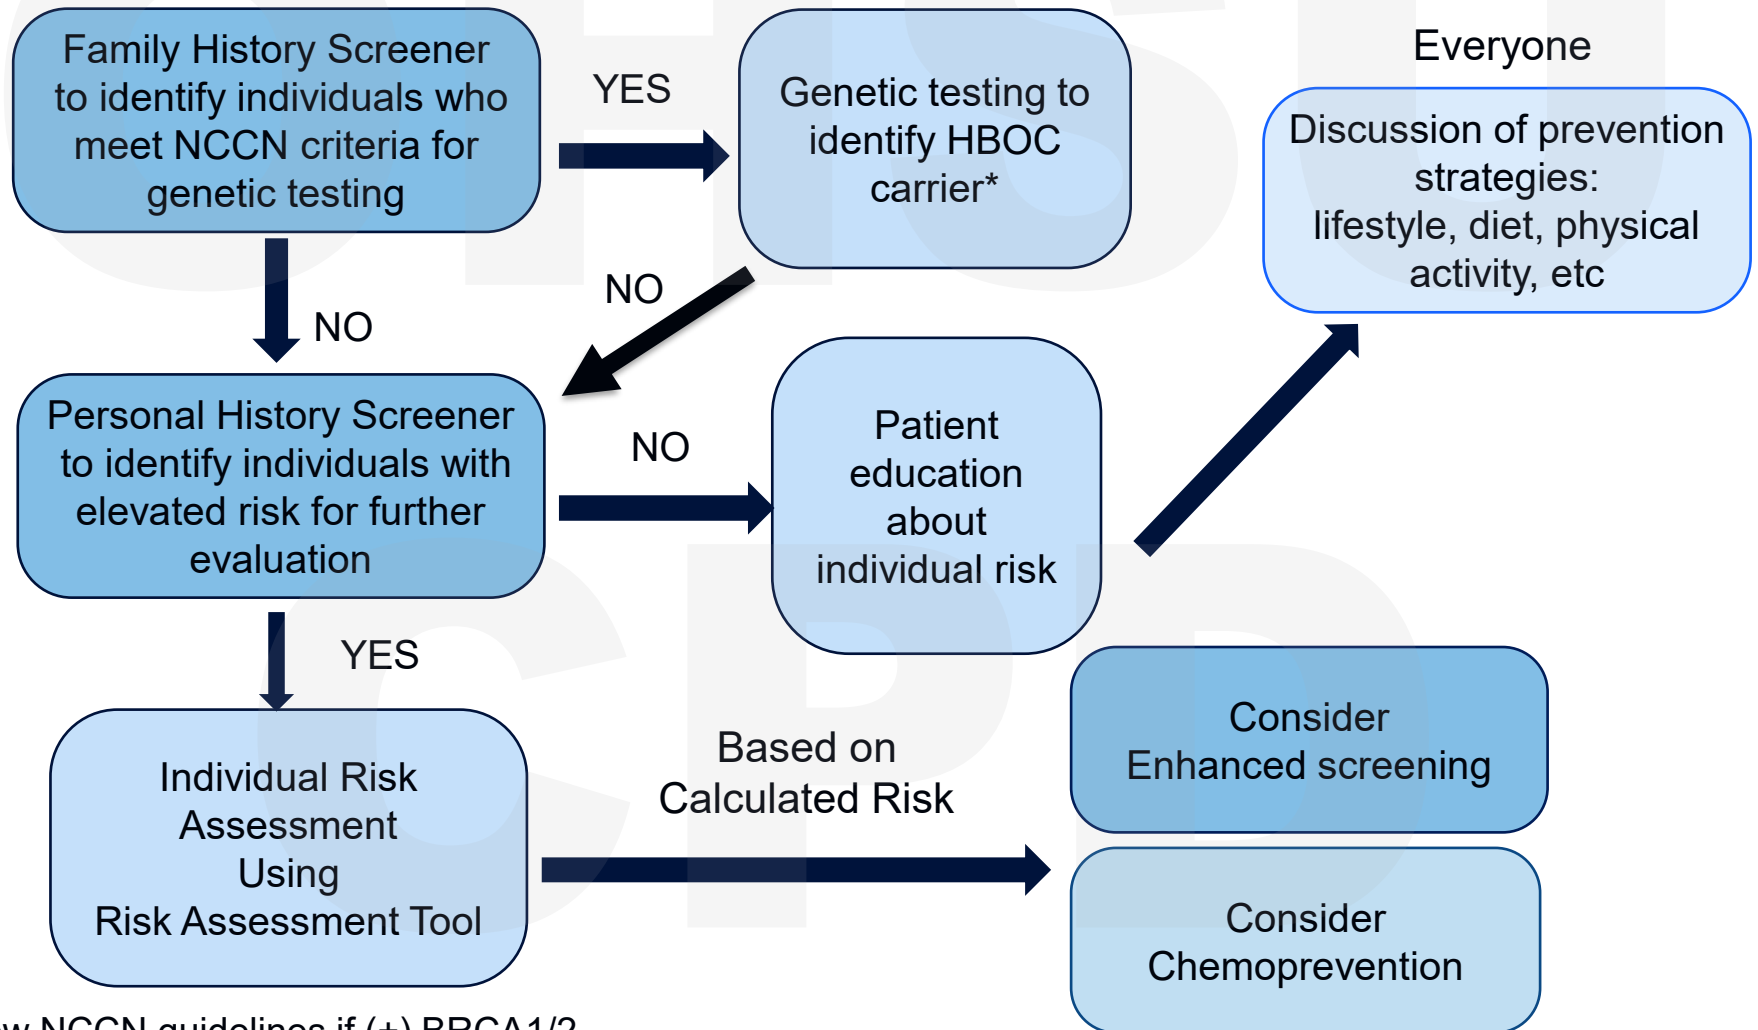 Family History Screener
to identify individuals who
meet NCCN criteria for
genetic testing
YES
Genetic testing to
identify HBOC
carrier*
Everyone
Discussion of prevention
strategies:
lifestyle, diet, physical
activity, etc
NO
NO
Personal History Screener
to identify individuals with
elevated risk for further
evaluation
NO
Patient
education
about
individual risk
YES
Individual Risk
Assessment
Using
Risk Assessment Tool
Based on
Calculated Risk
Consider
Enhanced screening
Consider
Chemoprevention
NCCN guidelines if (+) BRCA1/2
OHSU
CPD